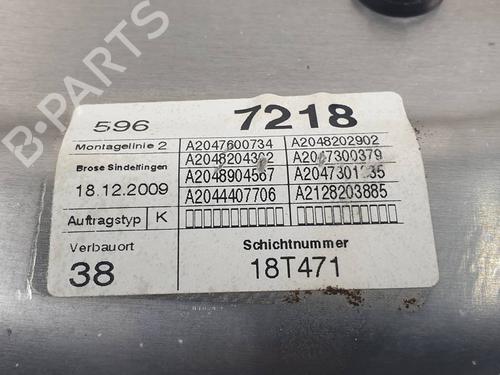 B-Parts
596 7218
Montagelinie 2 A2047600734 A2048202902
Brose Sindelfingen A2048204302 A2047300379
18.12.2009 A2048904567 A2047301235
A2044407706 A2128203885
Auftragstyp K
Verbauort Schichtnummer
38 18T471